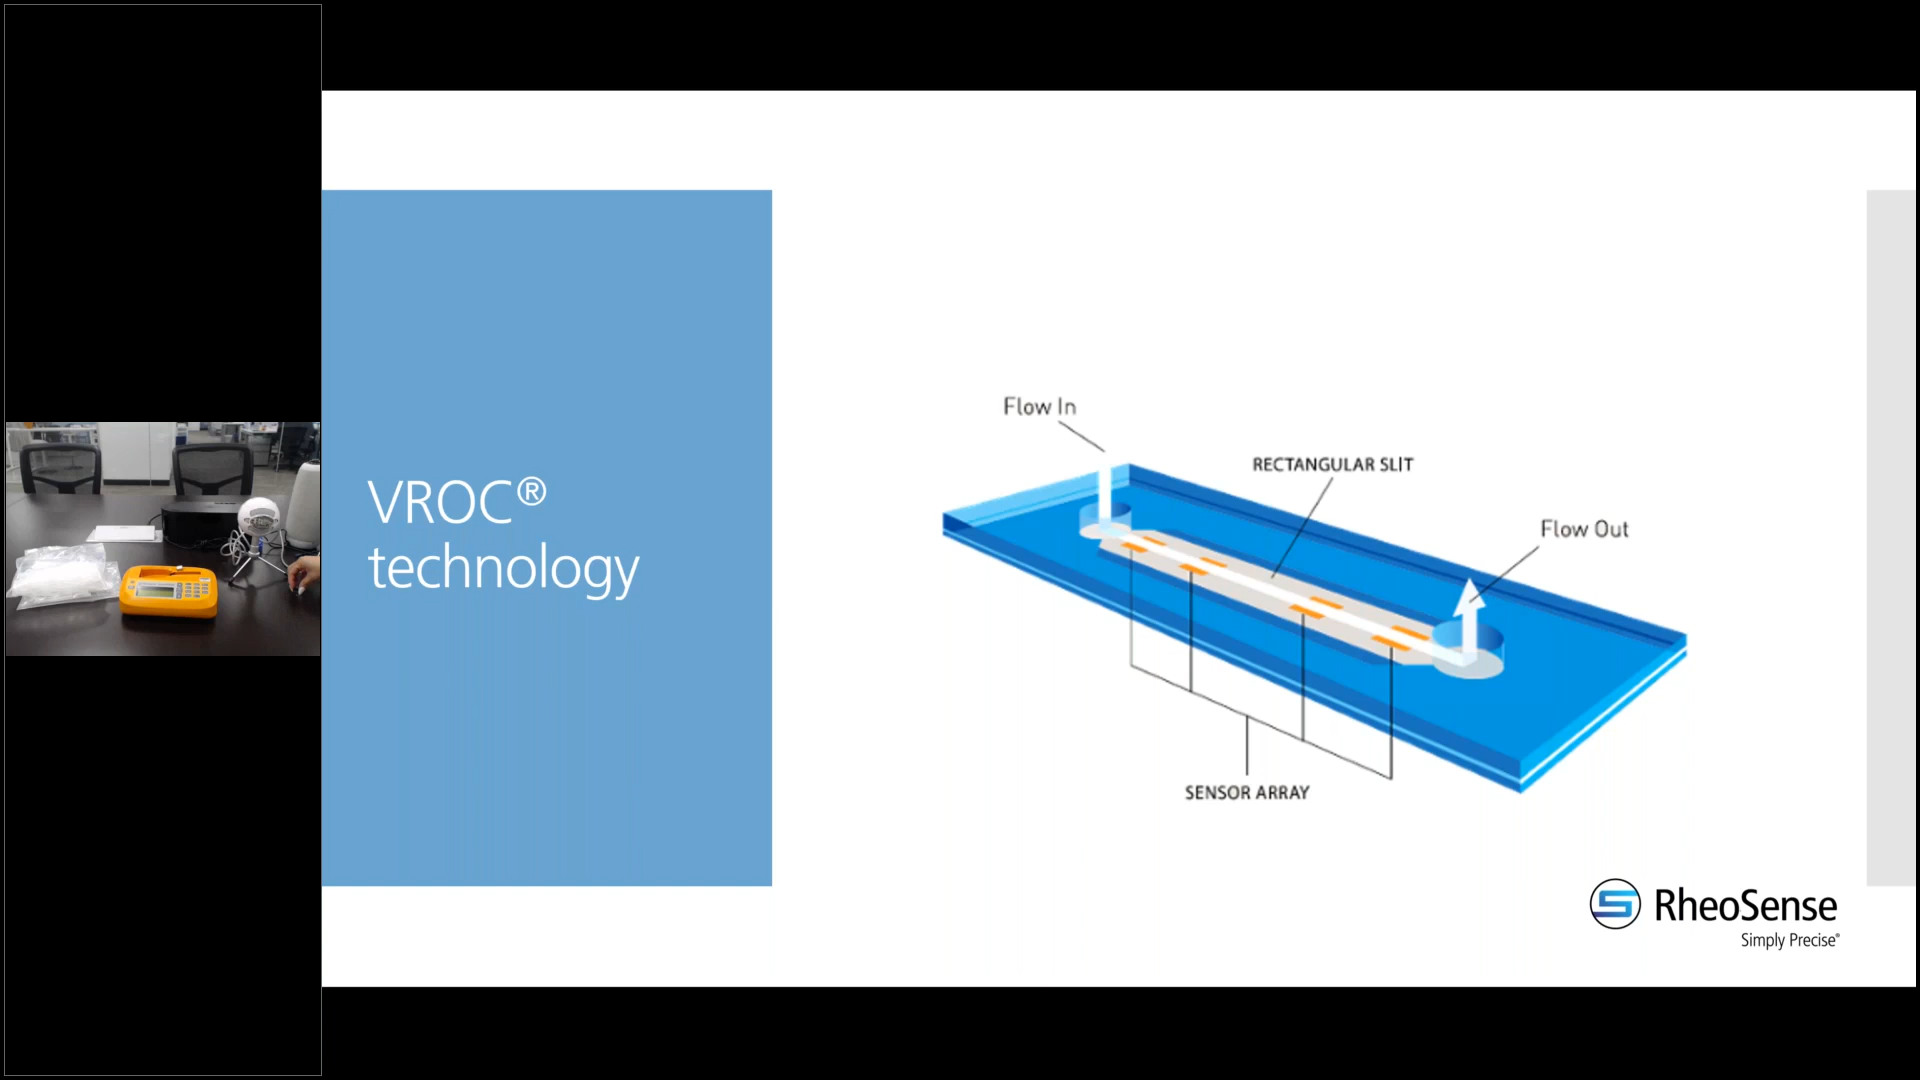 VROC®
technology
Flow In
RECTANGULAR SLIT
Flow Out
SENSOR ARRAY
RheoSense
Simply Precise®